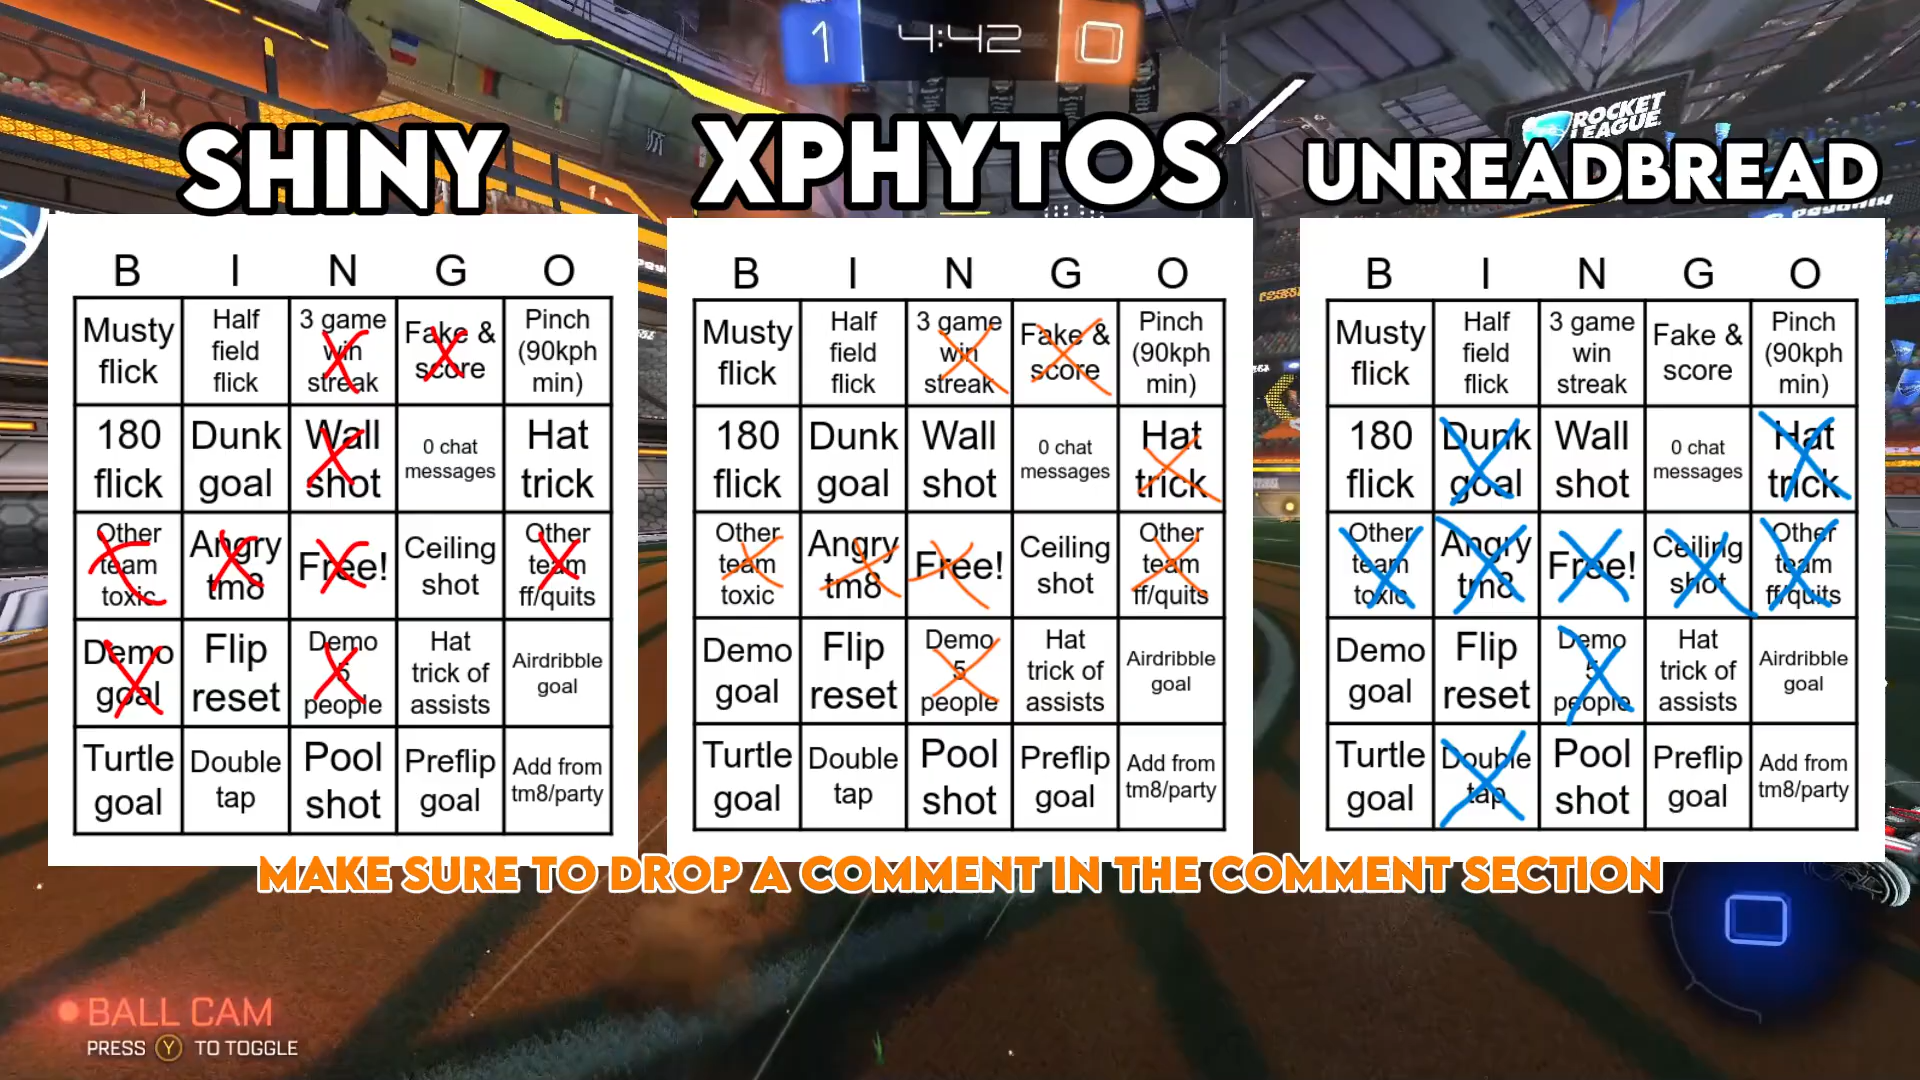 1 4:42 0
ROCKET
LEAGUE
SHINY
XPHYTOS
UNREADBREAD
B I N G O
Musty flick
Half field flick
3 game win streak
Fake & score
Pinch (90kph min)
180 flick
Dunk goal
Wall shot
0 chat messages
Hat trick
Other team toxic
Angry tm8
Free!
Ceiling shot
Other team ff/quits
Demo goal
Flip reset
Demo 5 people
Hat trick of assists
Airdribble goal
Turtle goal
Double tap
Pool shot
Preflip goal
Add from tm8/party
B I N G O
Musty flick
Half field flick
3 game win streak
Fake & score
Pinch (90kph min)
180 flick
Dunk goal
Wall shot
0 chat messages
Hat trick
Other team toxic
Angry tm8
Free!
Ceiling shot
Other team ff/quits
Demo goal
Flip reset
Demo 5 people
Hat trick of assists
Airdribble goal
Turtle goal
Double tap
Pool shot
Preflip goal
Add from tm8/party
B I N G O
Musty flick
Half field flick
3 game win streak
Fake & score
Pinch (90kph min)
180 flick
Dunk goal
Wall shot
0 chat messages
Hat trick
Other team toxic
Angry tm8
Free!
Ceiling shot
Other team ff/quits
Demo goal
Flip reset
Demo 5 people
Hat trick of assists
Airdribble goal
Turtle goal
Double tap
Pool shot
Preflip goal
Add from tm8/party
MAKE SURE TO DROP A COMMENT IN THE COMMENT SECTION
0
BALL CAM
PRESS Y TO TOGGLE